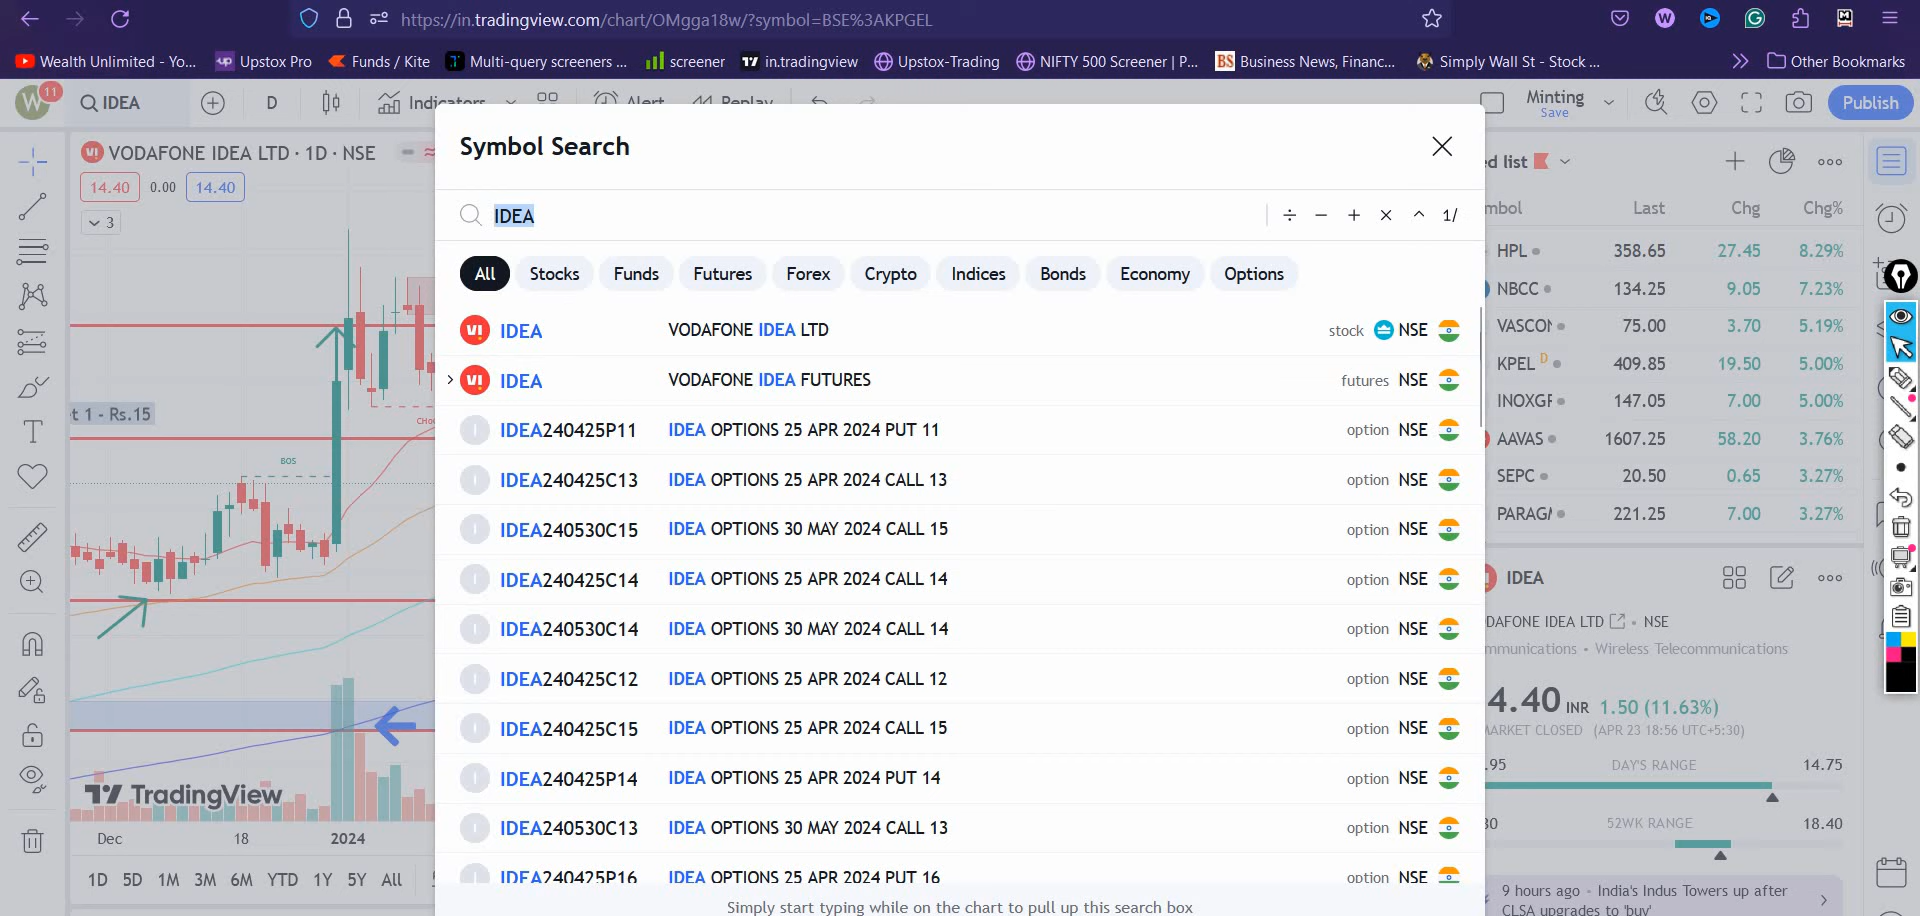 https://in.tradingview.com/chart/OMgga18w/?symbol=BSE%3AKPGEL
Wealth Unlimited - Yo...
Upstox Pro
Funds / Kite
Multi-query screeners ...
screener
in.tradingview
Upstox-Trading
NIFTY 500 Screener | P...
Business News, Financ...
Simply Wall St - Stock ...
Other Bookmarks
W 11
IDEA
D
Indicators
Alert
Replay
Minting
Save
Publish
VODAFONE IDEA LTD · 1D · NSE
14.40 0.00 14.40
3
Symbol Search
IDEA
1/
All Stocks Funds Futures Forex Crypto Indices Bonds Economy Options
IDEA VODAFONE IDEA LTD stock NSE
IDEA VODAFONE IDEA FUTURES futures NSE
IDEA240425P11 IDEA OPTIONS 25 APR 2024 PUT 11 option NSE
IDEA240425C13 IDEA OPTIONS 25 APR 2024 CALL 13 option NSE
IDEA240530C15 IDEA OPTIONS 30 MAY 2024 CALL 15 option NSE
IDEA240425C14 IDEA OPTIONS 25 APR 2024 CALL 14 option NSE
IDEA240530C14 IDEA OPTIONS 30 MAY 2024 CALL 14 option NSE
IDEA240425C12 IDEA OPTIONS 25 APR 2024 CALL 12 option NSE
IDEA240425C15 IDEA OPTIONS 25 APR 2024 CALL 15 option NSE
IDEA240425P14 IDEA OPTIONS 25 APR 2024 PUT 14 option NSE
IDEA240530C13 IDEA OPTIONS 30 MAY 2024 CALL 13 option NSE
IDEA240425P16 IDEA OPTIONS 25 APR 2024 PUT 16 option NSE
Simply start typing while on the chart to pull up this search box
et 1 - Rs.15
BOS
CHo
TradingView
Dec 18 2024
1D 5D 1M 3M 6M YTD 1Y 5Y All
ed list
mbol Last Chg Chg%
HPL 358.65 27.45 8.29%
NBCC 134.25 9.05 7.23%
VASCON 75.00 3.70 5.19%
KPEL D 409.85 19.50 5.00%
INOXGF 147.05 7.00 5.00%
AAVAS 1607.25 58.20 3.76%
SEPC 20.50 0.65 3.27%
PARAGM 221.25 7.00 3.27%
IDEA
DAFONE IDEA LTD • NSE
mmunications • Wireless Telecommunications
4.40 INR 1.50 (11.63%)
MARKET CLOSED (APR 23 18:56 UTC+5:30)
.95 DAY'S RANGE 14.75
30 52WK RANGE 18.40
9 hours ago · India's Indus Towers up after
CLSA upgrades to 'buy'